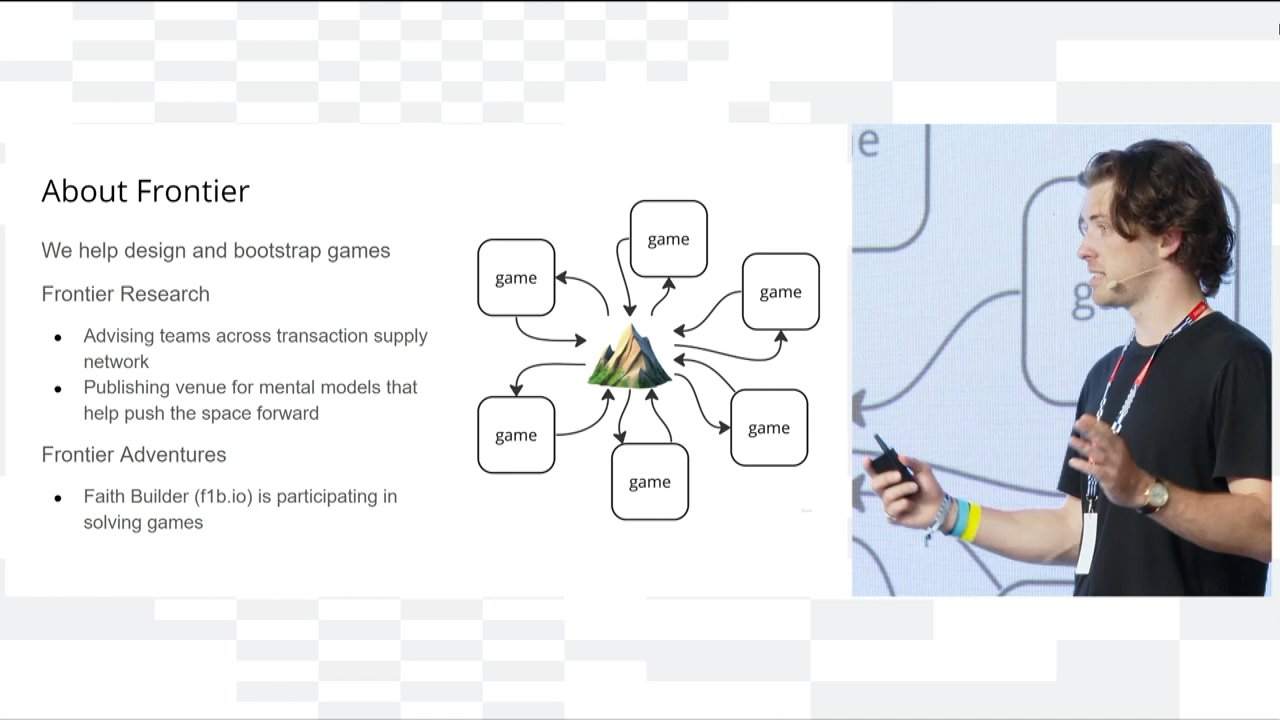 About Frontier
We help design and bootstrap games
Frontier Research
Advising teams across transaction supply
network
Publishing venue for mental models that
help push the space forward
Frontier Adventures
Faith Builder (f1b.io) is participating in
solving games
game
game
game
game
game
game
e
g